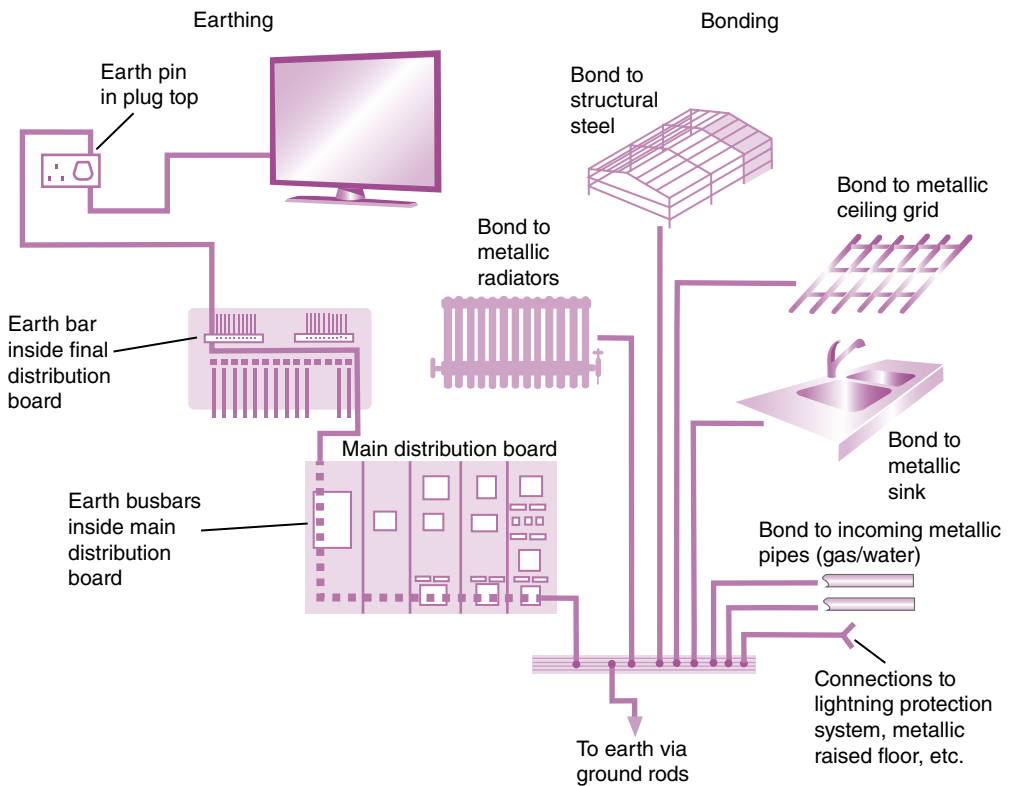 Earthing
Bonding
Earth pin
in plug top
Bond to
structural
steel
Bond to metallic
ceiling grid
Bond to
metallic
radiators
Earth bar
inside final
distribution
board
Main distribution board
Bond to
metallic
sink
Earth busbars
inside main
distribution
board
Bond to incoming metallic
pipes (gas/water)
Connections to
lightning protection
system, metallic
raised floor, etc.
To earth via
ground rods